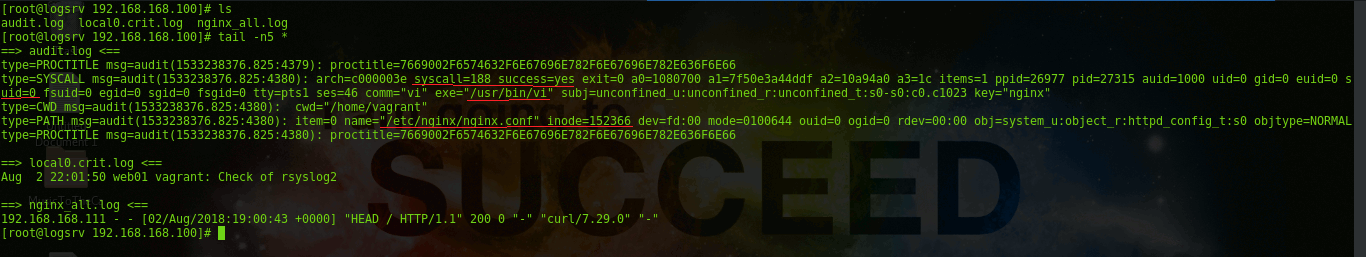 [root@logsrv 192.168.168.100]# ls
audit.log  local0.crit.log  nginx_all.log
[root@logsrv 192.168.168.100]# tail -n5 *
==> audit.log <==
type=PROCTITLE msg=audit(1533238376.825:4379): proctitle=7669002F6574632F6E67696E782F6E67696E782E636F6E66
type=SYSCALL msg=audit(1533238376.825:4380): arch=c000003e syscall=188 success=yes exit=0 a0=1080700 a1=7f50e3a44ddf a2=10a94a0 a3=1c items=1 ppid=26977 pid=27315 auid=1000 uid=0 gid=0 euid=0 s
uid=0 fsuid=0 egid=0 sgid=0 fsgid=0 tty=pts1 ses=46 comm="vi" exe="/usr/bin/vi" subj=unconfined_u:unconfined_r:unconfined_t:s0-s0:c0.c1023 key="nginx"
type=CWD msg=audit(1533238376.825:4380):  cwd="/home/vagrant"
type=PATH msg=audit(1533238376.825:4380): item=0 name="/etc/nginx/nginx.conf" inode=152366 dev=fd:00 mode=0100644 ouid=0 ogid=0 rdev=00:00 obj=system_u:object_r:httpd_config_t:s0 objtype=NORMAL
type=PROCTITLE msg=audit(1533238376.825:4380): proctitle=7669002F6574632F6E67696E782F6E67696E782E636F6E66
Document 1
==> local0.crit.log <==
Aug  2 22:01:50 web01 vagrant: Check of rsyslog2
SUCCEED
==> nginx_all.log <==
192.168.168.111 - - [02/Aug/2018:19:00:43 +0000] "HEAD / HTTP/1.1" 200 0 "-" "curl/7.29.0" "-"
[root@logsrv 192.168.168.100]#